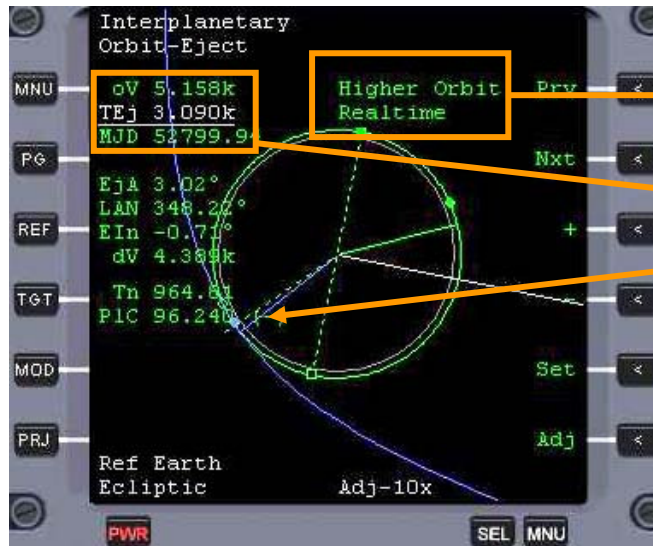 Interplanetary
Orbit-Eject
oV 5.158k
TEj 3.090k
MJD 52799.94
Higher Orbit
Realtime
EjA 3.02°
LAN 348.22°
EIn -0.71°
dV 4.389k
Tn 964.81
PlC 96.240
Ref Earth
Ecliptic
Adj-10x
MNU
PG
REF
TGT
MOD
PRJ
Prv <
Nxt <
+ <
- <
Set <
Adj <
PWR
SEL MNU